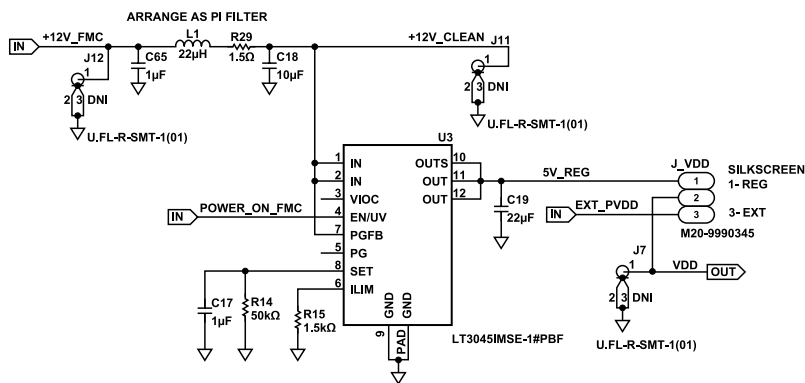 ARRANGE AS PI FILTER
IN
+12V_FMC
L1
22µH
R29
1.5Ω
+12V_CLEAN
J11
J12
1
C65
1µF
C18
10µF
1
2 3 DNI
U.FL-R-SMT-1(01)
2 3 DNI
U.FL-R-SMT-1(01)
U3
1 IN
2 IN
3 VIOC
4 EN/UV
7 PGFB
5 PG
8 SET
6 ILIM
OUTS 10
OUT 11
OUT 12
GND
GND
9
PAD
LT3045IMSE-1#PBF
IN
POWER_ON_FMC
C17
1µF
R14
50kΩ
R15
1.5kΩ
5V_REG
C19
22µF
J_VDD
1
2
3
SILKSCREEN
1- REG
3- EXT
M20-9990345
IN
EXT_PVDD
J7
1
VDD
OUT
2 3 DNI
U.FL-R-SMT-1(01)